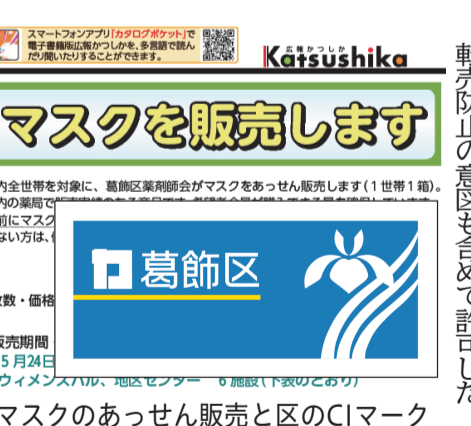 スマートフォンアプリ「カタログポケット」で
電子書籍版広報かつしかを、多言語で読ん
だり聞いたりすることができます。
広報かつしか
Katsushika
マスクを販売します
内全世帯を対象に、葛飾区薬剤師会がマスクをあっせん販売します(1世帯1箱)。
内の薬局で
前にマスク
ない方は、
葛飾区
枚数・価格
販売期間
5月24日
ウィメンズパル、地区センター 6施設(下表のとおり)
マスクのあっせん販売と区のCIマーク
転売防止の意図も含めて許可した